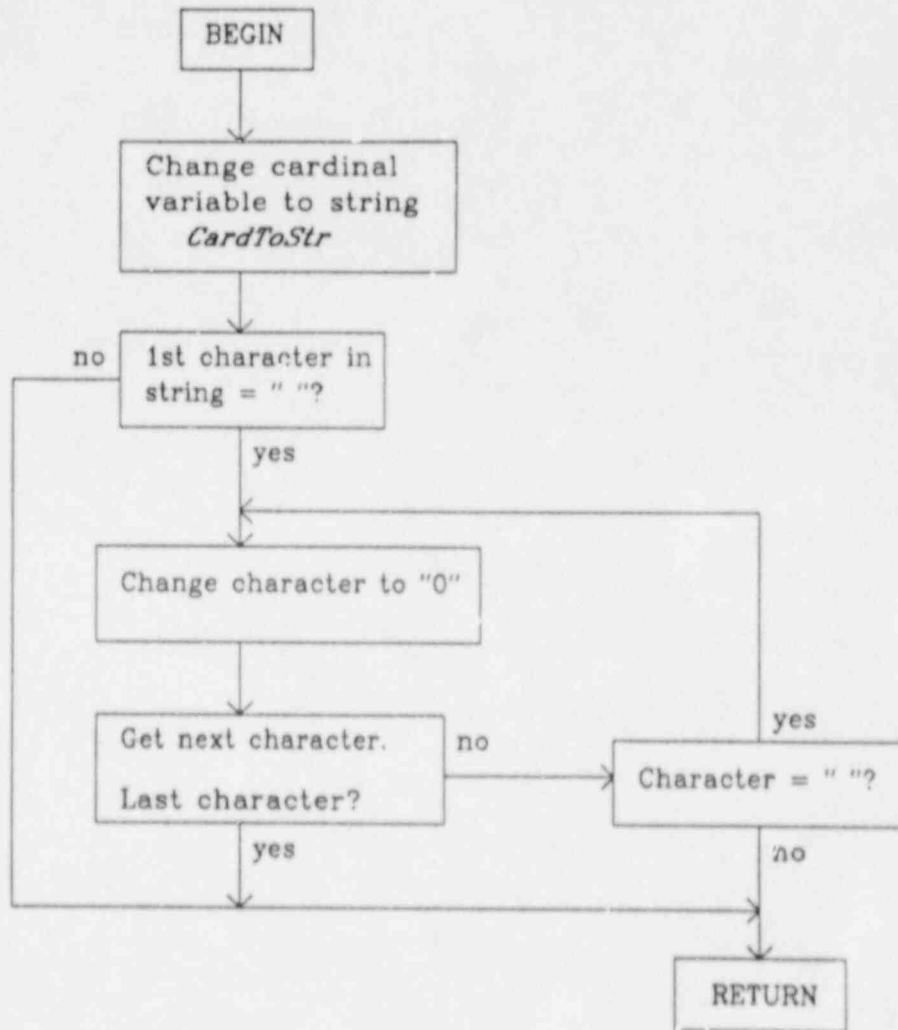 BEGIN
Change cardinal
variable to string
CardToStr
no
1st character in
string = " "?
yes
Change character to "0"
Get next character.
Last character?
no
yes
Character = " "?
yes
no
RETURN